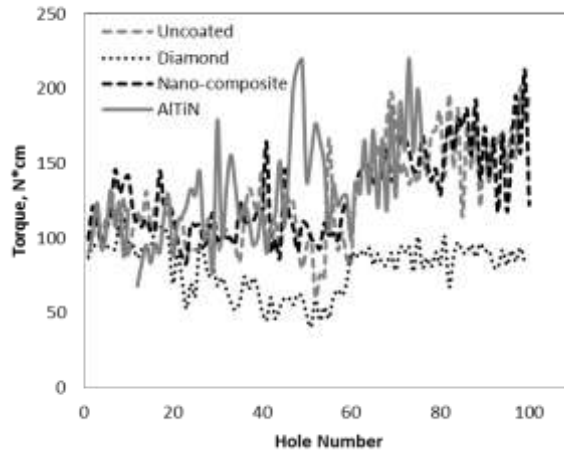 250
200
150
100
50
0
Torque, N*cm
Uncoated
Diamond
Nano-composite
AlTiN
0 20 40 60 80 100
Hole Number